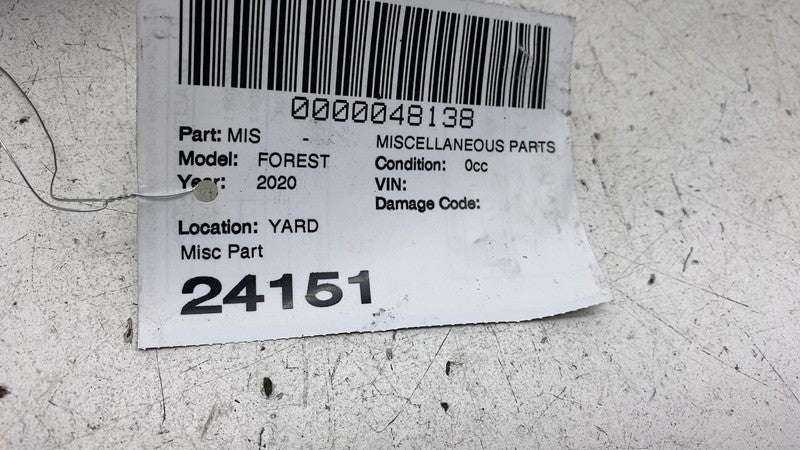 0000048138
Part: MIS - MISCELLANEOUS PARTS
Model: FOREST Condition: 0cc
Year: 2020 VIN:
Damage Code:
Location: YARD
Misc Part
24151